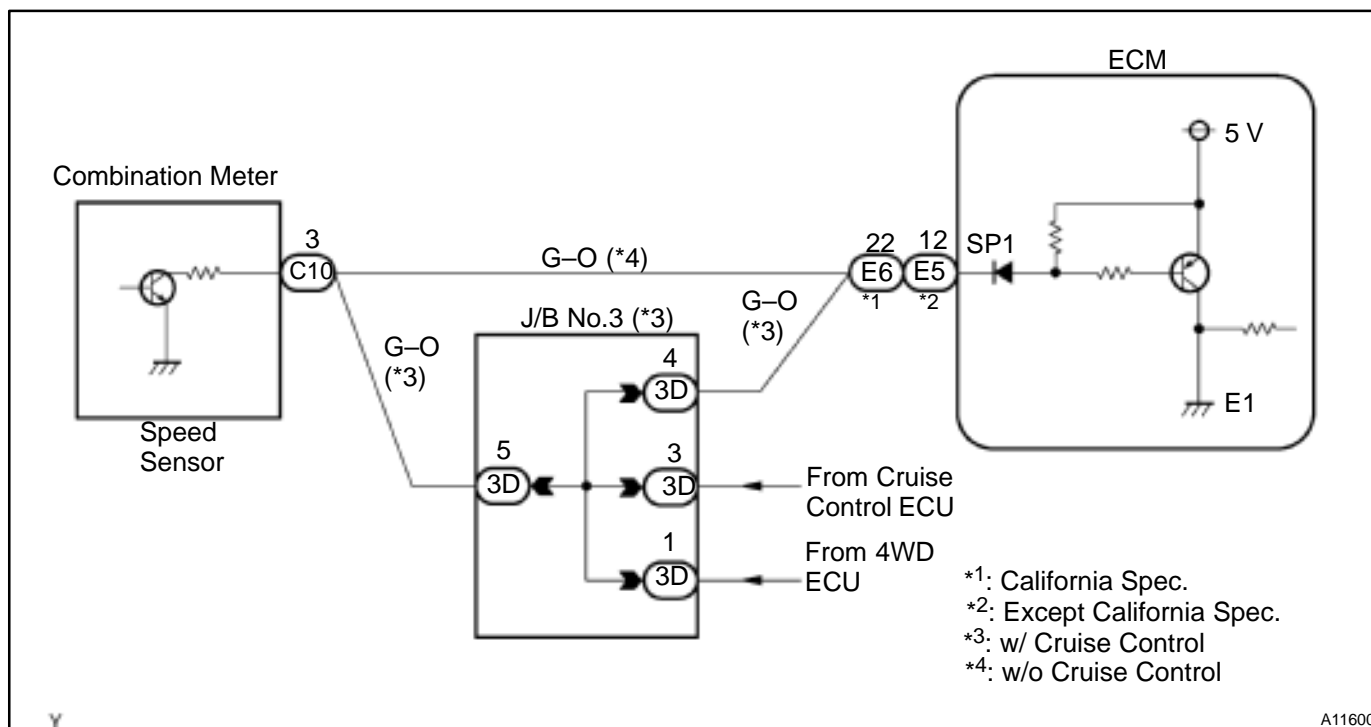 ECM
5 V
Combination Meter
3
C10
G–O (*4)
22
E6
*1
12
E5
*2
SP1
G–O
(*3)
J/B No.3 (*3)
G–O
(*3)
4
3D
E1
Speed
Sensor
5
3D
3
3D
From Cruise
Control ECU
1
3D
From 4WD
ECU
*1: California Spec.
*2: Except California Spec.
*3: w/ Cruise Control
*4: w/o Cruise Control
Y
A11600